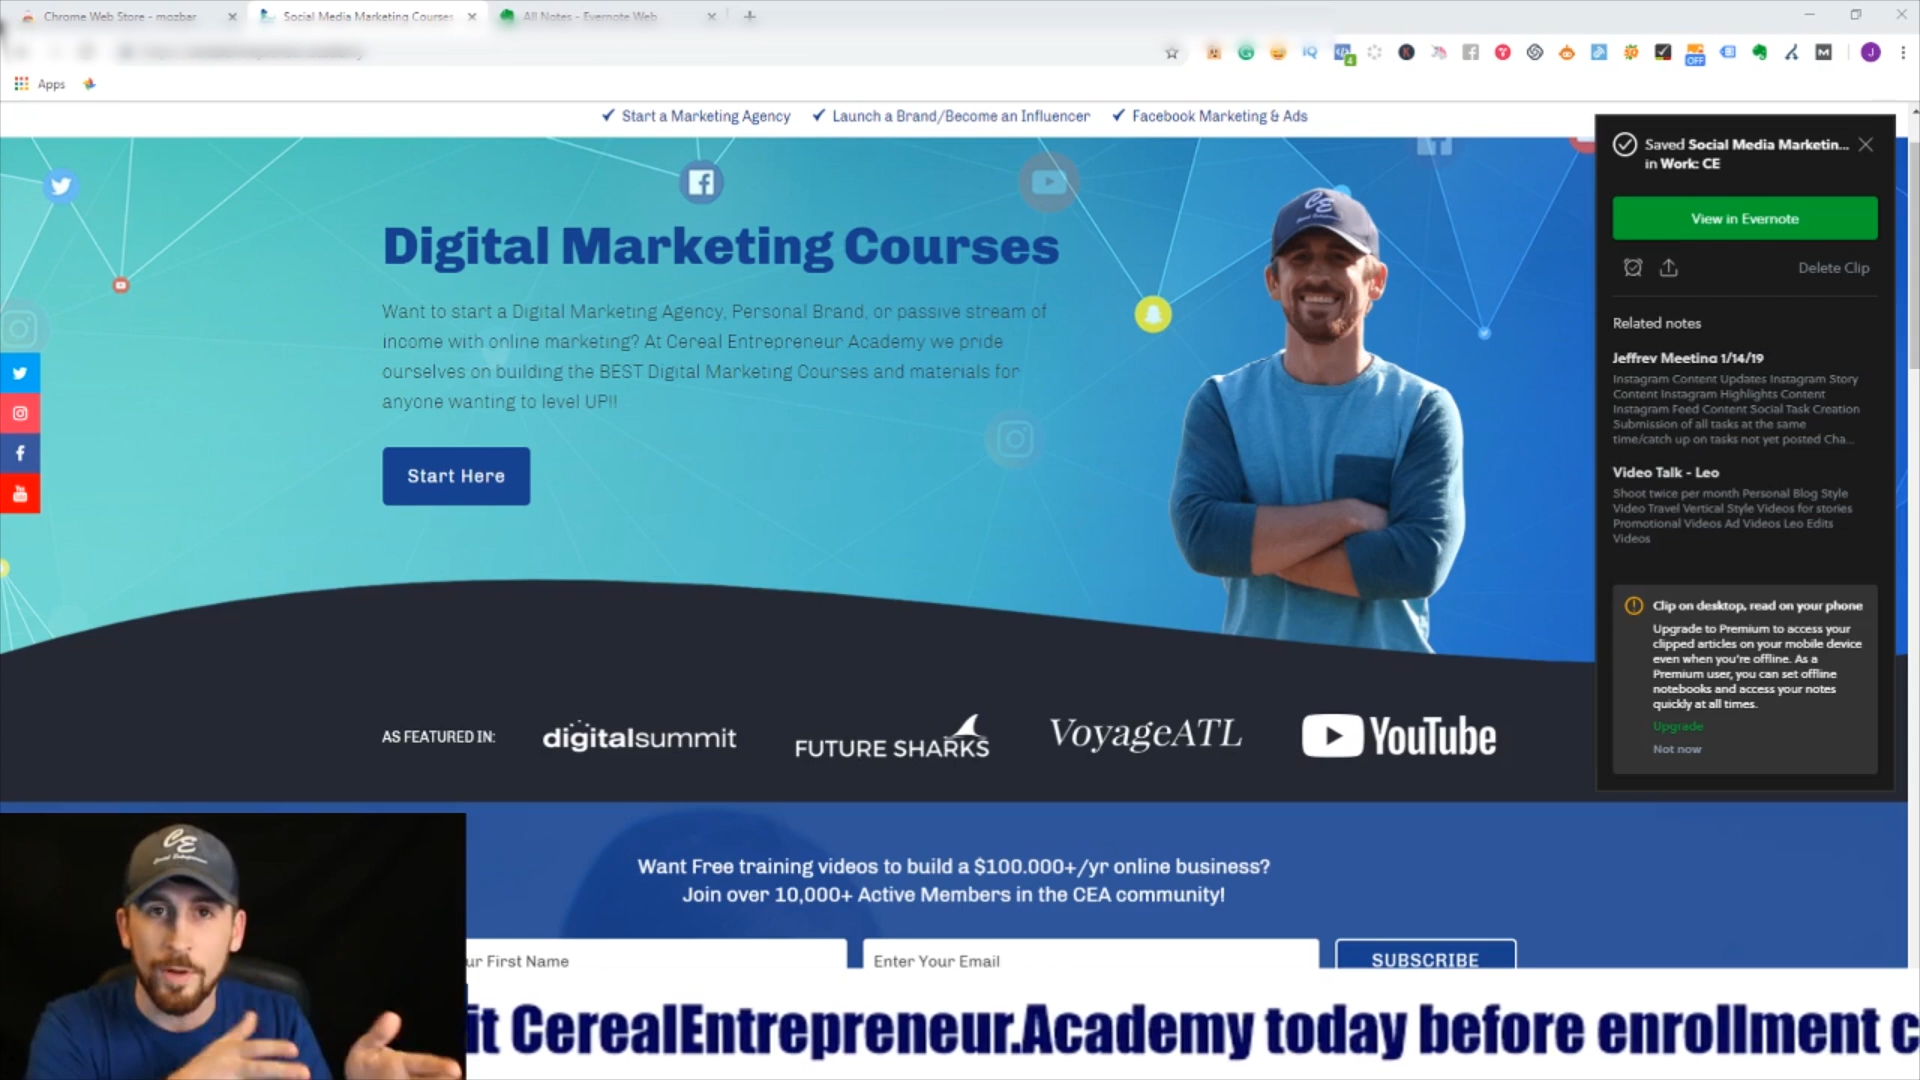 Chrome Web Store - mozbar
Social Media Marketing Courses
All Notes - Evernote Web
Apps
Start a Marketing Agency
Launch a Brand/Become an Influencer
Facebook Marketing & Ads
Digital Marketing Courses
Want to start a Digital Marketing Agency, Personal Brand, or passive stream of
income with online marketing? At Cereal Entrepreneur Academy we pride
ourselves on building the BEST Digital Marketing Courses and materials for
anyone wanting to level UP!!
Start Here
CE
Saved Social Media Marketin...
in Work: CE
View in Evernote
Delete Clip
Related notes
Jeffrey Meeting 1/14/19
Instagram Content Updates Instagram Story
Content Instagram Highlights Content
Instagram Feed Content Social Task Creation
Submission of all tasks at the same
time/catch up on tasks not yet posted Cha...
Video Talk - Leo
Shoot twice per month Personal Blog Style
Video Travel Vertical Style Videos for stories
Promotional Videos Ad Videos Leo Edits
Videos
Clip on desktop, read on your phone
Upgrade to Premium to access your
clipped articles on your mobile device
even when you're offline. As a
Premium user, you can set offline
notebooks and access your notes
quickly at all times.
Upgrade
Not now
AS FEATURED IN:
digitalsummit
FUTURE SHARKS
VoyageATL
YouTube
Want Free training videos to build a $100.000+/yr online business?
Join over 10,000+ Active Members in the CEA community!
ur First Name
Enter Your Email
SUBSCRIBE
CE
it CerealEntrepreneur.Academy today before enrollment c